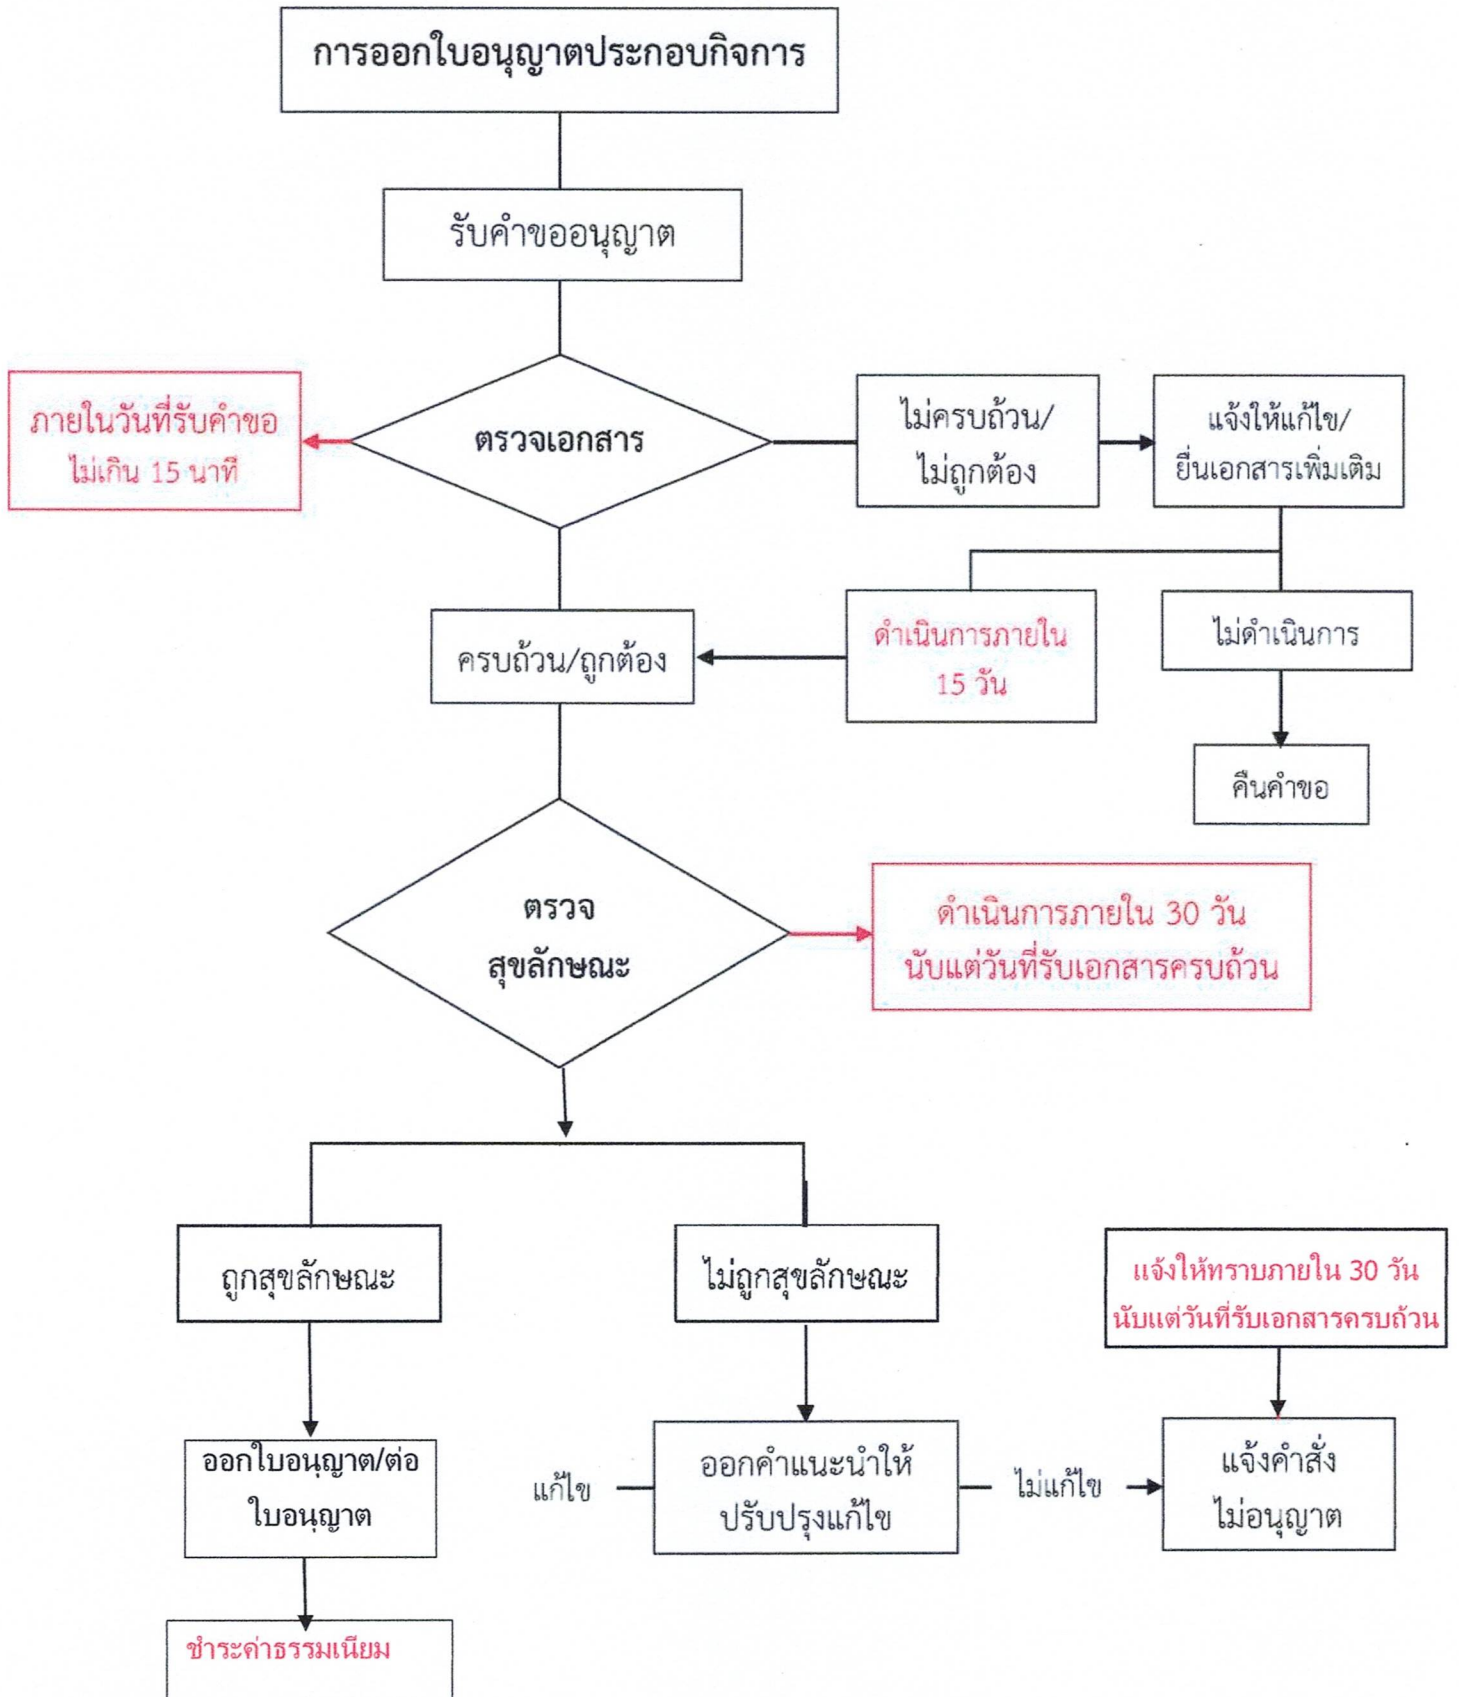 การออกใบอนุญาตประกอบกิจการ
รับคำขออนุญาต
ภายในวันที่รับคำขอ
ไม่เกิน 15 นาที
ตรวจเอกสาร
ไม่ครบถ้วน/
ไม่ถูกต้อง
แจ้งให้แก้ไข/
ยื่นเอกสารเพิ่มเติม
ครบถ้วน/ถูกต้อง
ดำเนินการภายใน
15 วัน
ไม่ดำเนินการ
คืนคำขอ
ตรวจ
สุขลักษณะ
ดำเนินการภายใน 30 วัน
นับแต่วันที่รับเอกสารครบถ้วน
ถูกสุขลักษณะ
ไม่ถูกสุขลักษณะ
แจ้งให้ทราบภายใน 30 วัน
นับแต่วันที่รับเอกสารครบถ้วน
ออกใบอนุญาต/ต่อ
ใบอนุญาต
แก้ไข
ออกคำแนะนำให้
ปรับปรุงแก้ไข
ไม่แก้ไข
แจ้งคำสั่ง
ไม่อนุญาต
ชำระค่าธรรมเนียม